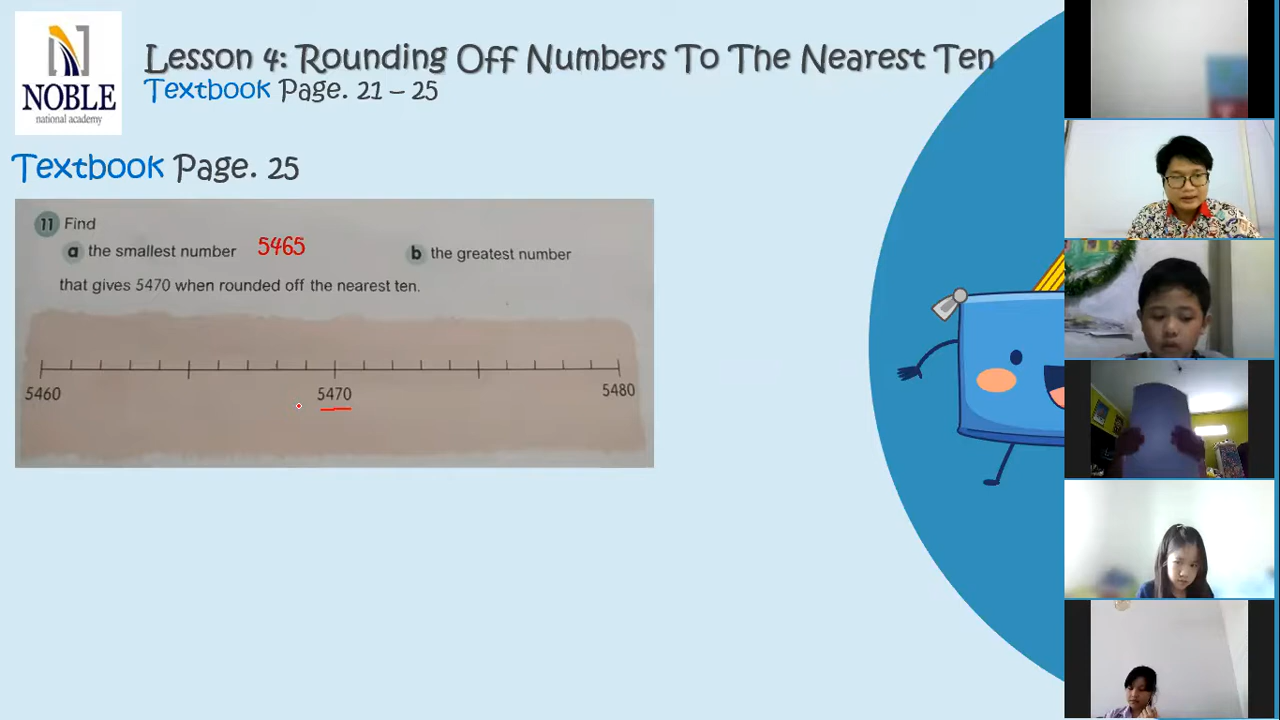 NOBLE
national academy
Lesson 4: Rounding Off Numbers To The Nearest Ten
Textbook Page. 21 – 25
Textbook Page. 25
11 Find
a the smallest number 5465 b the greatest number
that gives 5470 when rounded off the nearest ten.
5460 5470 5480